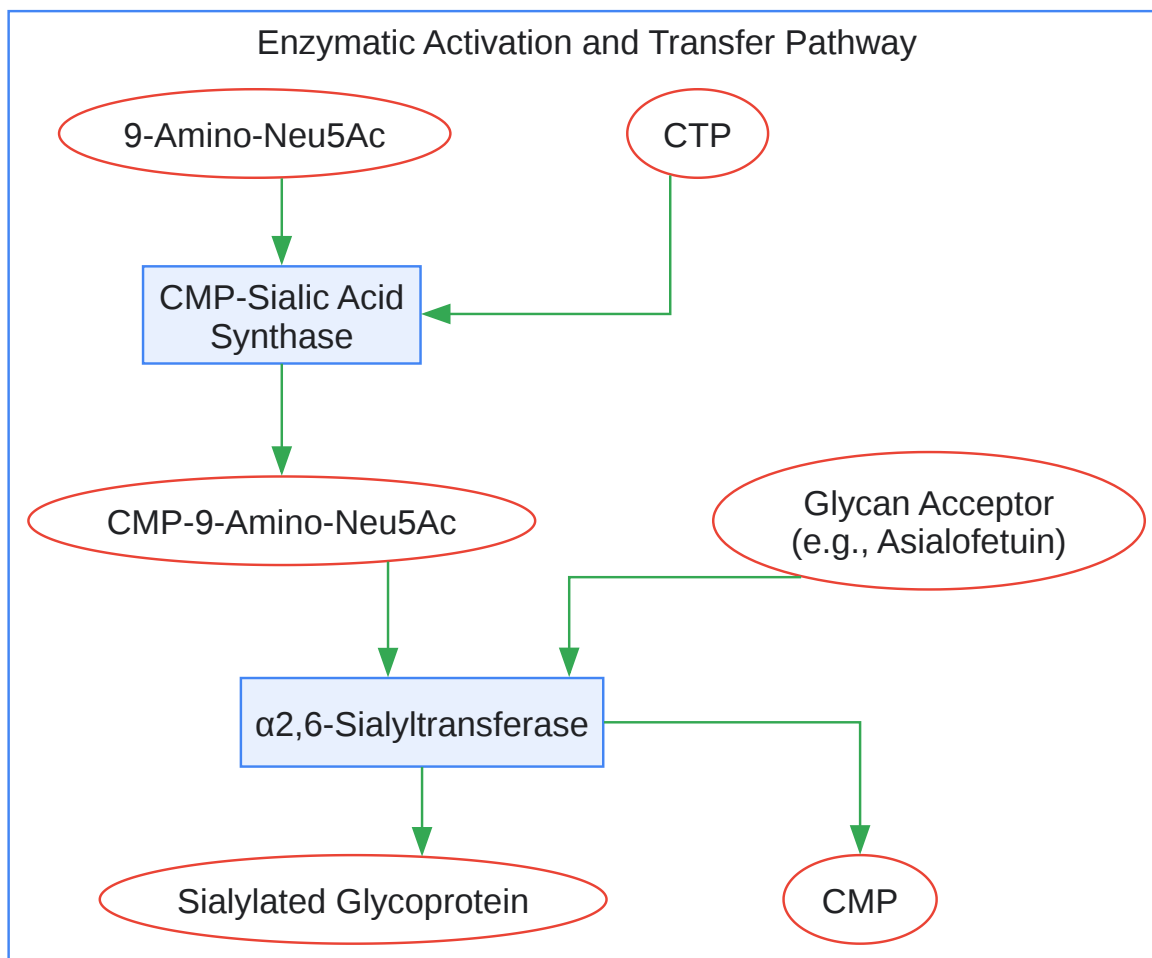 Enzymatic Activation and Transfer Pathway
9-Amino-Neu5Ac
CTP
CMP-Sialic Acid
Synthase
CMP-9-Amino-Neu5Ac
Glycan Acceptor
(e.g., Asialofetuin)
α2,6-Sialyltransferase
Sialylated Glycoprotein
CMP